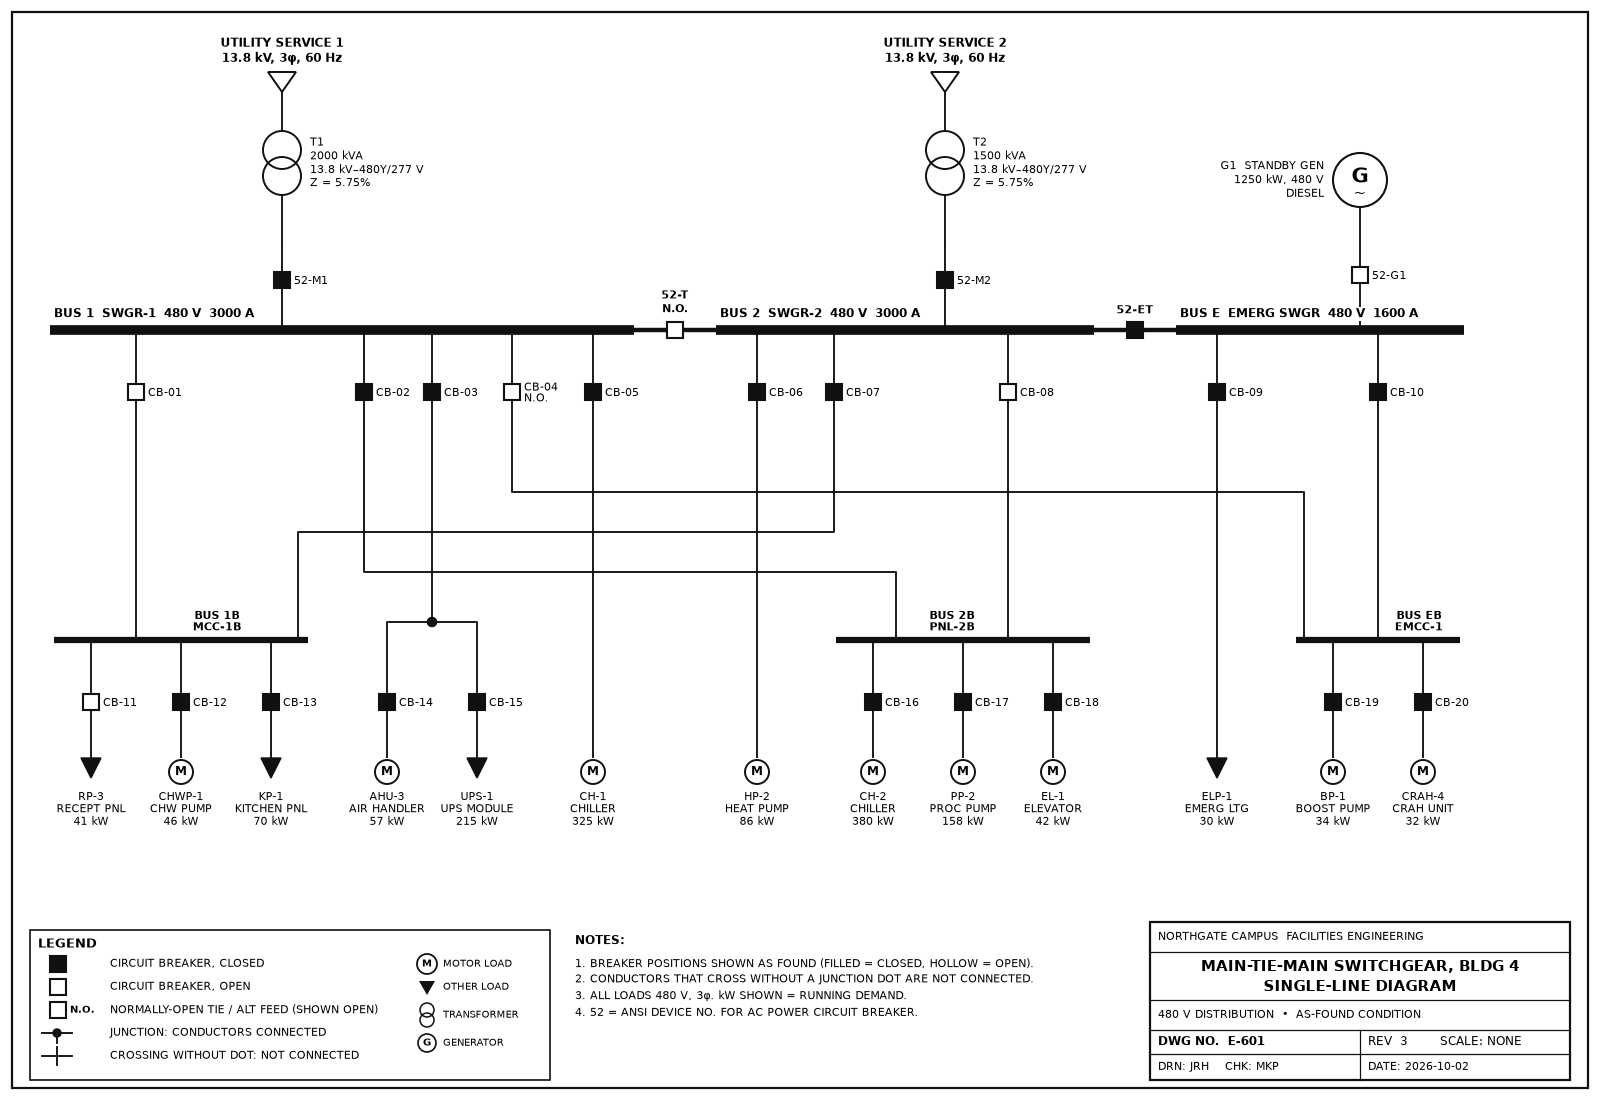 UTILITY SERVICE 1
13.8 kV, 3φ, 60 Hz
UTILITY SERVICE 2
13.8 kV, 3φ, 60 Hz
T1
2000 kVA
13.8 kV–480Y/277 V
Z = 5.75%
T2
1500 kVA
13.8 kV–480Y/277 V
Z = 5.75%
G1 STANDBY GEN
1250 kW, 480 V
DIESEL
G
~
52-M1
52-M2
52-G1
52-T
N.O.
52-ET
BUS 1 SWGR-1 480 V 3000 A
BUS 2 SWGR-2 480 V 3000 A
BUS E EMERG SWGR 480 V 1600 A
CB-01
CB-02
CB-03
CB-04
N.O.
CB-05
CB-06
CB-07
CB-08
CB-09
CB-10
BUS 1B
MCC-1B
BUS 2B
PNL-2B
BUS EB
EMCC-1
CB-11
CB-12
CB-13
CB-14
CB-15
CB-16
CB-17
CB-18
CB-19
CB-20
M
M
M
M
M
M
M
M
M
RP-3
RECEPT PNL
41 kW
CHWP-1
CHW PUMP
46 kW
KP-1
KITCHEN PNL
70 kW
AHU-3
AIR HANDLER
57 kW
UPS-1
UPS MODULE
215 kW
CH-1
CHILLER
325 kW
HP-2
HEAT PUMP
86 kW
CH-2
CHILLER
380 kW
PP-2
PROC PUMP
158 kW
EL-1
ELEVATOR
42 kW
ELP-1
EMERG LTG
30 kW
BP-1
BOOST PUMP
34 kW
CRAH-4
CRAH UNIT
32 kW
LEGEND
CIRCUIT BREAKER, CLOSED
CIRCUIT BREAKER, OPEN
N.O. NORMALLY-OPEN TIE / ALT FEED (SHOWN OPEN)
JUNCTION: CONDUCTORS CONNECTED
CROSSING WITHOUT DOT: NOT CONNECTED
M MOTOR LOAD
OTHER LOAD
TRANSFORMER
G GENERATOR
NOTES:
1. BREAKER POSITIONS SHOWN AS FOUND (FILLED = CLOSED, HOLLOW = OPEN).
2. CONDUCTORS THAT CROSS WITHOUT A JUNCTION DOT ARE NOT CONNECTED.
3. ALL LOADS 480 V, 3φ. kW SHOWN = RUNNING DEMAND.
4. 52 = ANSI DEVICE NO. FOR AC POWER CIRCUIT BREAKER.
NORTHGATE CAMPUS FACILITIES ENGINEERING
MAIN-TIE-MAIN SWITCHGEAR, BLDG 4
SINGLE-LINE DIAGRAM
480 V DISTRIBUTION • AS-FOUND CONDITION
DWG NO. E-601
REV 3 SCALE: NONE
DRN: JRH CHK: MKP
DATE: 2026-10-02